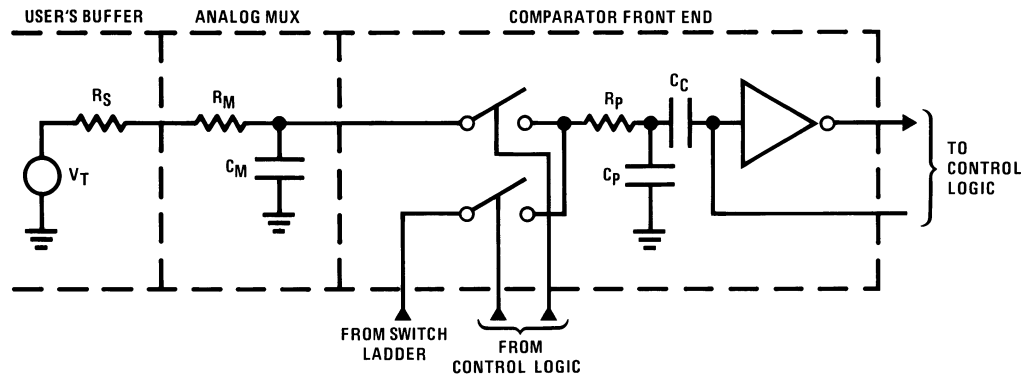 USER'S BUFFER
ANALOG MUX
COMPARATOR FRONT END
RS
RM
RP
CC
CM
CP
VT
TO
CONTROL
LOGIC
FROM SWITCH
LADDER
FROM
CONTROL LOGIC